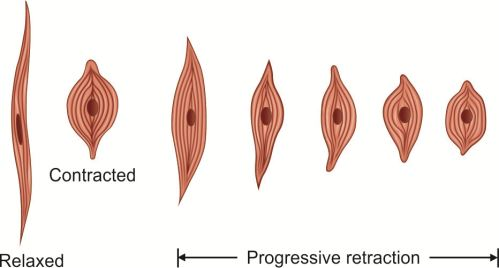 Contracted
Relaxed
Progressive retraction